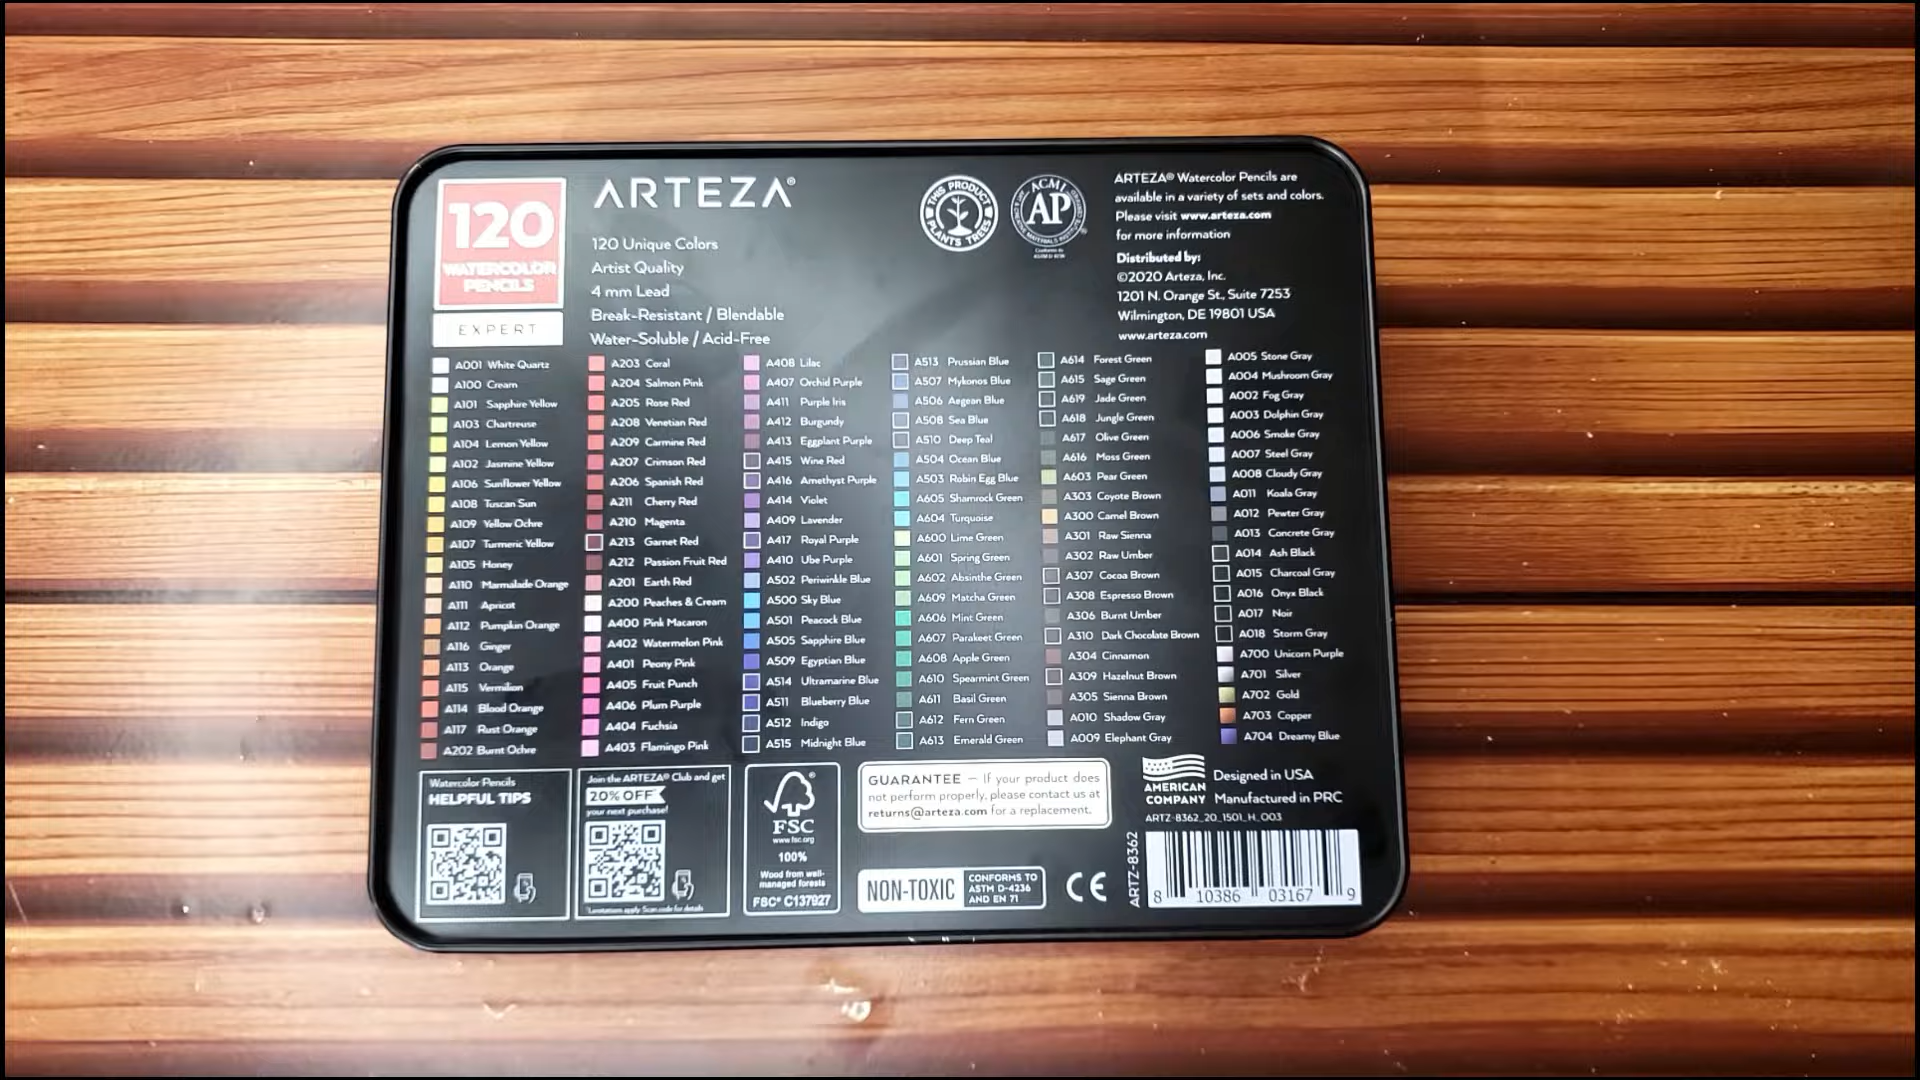 120
WATERCOLOR
PENCILS
EXPERT
ARTEZA®
120 Unique Colors
Artist Quality
4 mm Lead
Break-Resistant / Blendable
Water-Soluble / Acid-Free
THIS PRODUCT PLANTS TREES
ACMI
AP
ARTEZA® Watercolor Pencils are
available in a variety of sets and colors.
Please visit www.arteza.com
for more information
Distributed by:
©2020 Arteza, Inc.
1201 N. Orange St., Suite 7253
Wilmington, DE 19801 USA
www.arteza.com
A001 White Quartz
A100 Cream
A101 Sapphire Yellow
A103 Chartreuse
A104 Lemon Yellow
A102 Jasmine Yellow
A106 Sunflower Yellow
A108 Tuscan Sun
A109 Yellow Ochre
A107 Turmeric Yellow
A105 Honey
A110 Marmalade Orange
A111 Apricot
A112 Pumpkin Orange
A116 Ginger
A113 Orange
A115 Vermilion
A114 Blood Orange
A117 Rust Orange
A202 Burnt Ochre
A203 Coral
A204 Salmon Pink
A205 Rose Red
A208 Venetian Red
A209 Carmine Red
A207 Crimson Red
A206 Spanish Red
A211 Cherry Red
A210 Magenta
A213 Garnet Red
A212 Passion Fruit Red
A201 Earth Red
A200 Peaches & Cream
A400 Pink Macaron
A402 Watermelon Pink
A401 Peony Pink
A405 Fruit Punch
A406 Plum Purple
A404 Fuchsia
A403 Flamingo Pink
A408 Lilac
A407 Orchid Purple
A411 Purple Iris
A412 Burgundy
A413 Eggplant Purple
A415 Wine Red
A416 Amethyst Purple
A414 Violet
A409 Lavender
A417 Royal Purple
A410 Ube Purple
A502 Periwinkle Blue
A500 Sky Blue
A501 Peacock Blue
A505 Sapphire Blue
A509 Egyptian Blue
A514 Ultramarine Blue
A511 Blueberry Blue
A512 Indigo
A515 Midnight Blue
A513 Prussian Blue
A507 Mykonos Blue
A506 Aegean Blue
A508 Sea Blue
A510 Deep Teal
A504 Ocean Blue
A503 Robin Egg Blue
A605 Shamrock Green
A604 Turquoise
A600 Lime Green
A601 Spring Green
A602 Absinthe Green
A609 Matcha Green
A606 Mint Green
A607 Parakeet Green
A608 Apple Green
A610 Spearmint Green
A611 Basil Green
A612 Fern Green
A613 Emerald Green
A614 Forest Green
A615 Sage Green
A619 Jade Green
A618 Jungle Green
A617 Olive Green
A616 Moss Green
A603 Pear Green
A303 Coyote Brown
A300 Camel Brown
A301 Raw Sienna
A302 Raw Umber
A307 Cocoa Brown
A308 Espresso Brown
A306 Burnt Umber
A310 Dark Chocolate Brown
A304 Cinnamon
A309 Hazelnut Brown
A305 Sienna Brown
A010 Shadow Gray
A009 Elephant Gray
A005 Stone Gray
A004 Mushroom Gray
A002 Fog Gray
A003 Dolphin Gray
A006 Smoke Gray
A007 Steel Gray
A008 Cloudy Gray
A011 Koala Gray
A012 Pewter Gray
A013 Concrete Gray
A014 Ash Black
A015 Charcoal Gray
A016 Onyx Black
A017 Noir
A018 Storm Gray
A700 Unicorn Purple
A701 Silver
A702 Gold
A703 Copper
A704 Dreamy Blue
Watercolor Pencils
HELPFUL TIPS
Join the ARTEZA® Club and get
20% OFF
your next purchase!
*Limitations apply. Scan code for details
FSC
www.fsc.org
100%
Wood from well-
managed forests
FSC® C137927
GUARANTEE — If your product does
not perform properly, please contact us at
returns@arteza.com for a replacement.
NON-TOXIC
CONFORMS TO
ASTM D-4236
AND EN 71
CE
AMERICAN
COMPANY
Designed in USA
Manufactured in PRC
ARTZ-8362_20_1501_H_003
ARTZ-8362
8 10386 03167 9